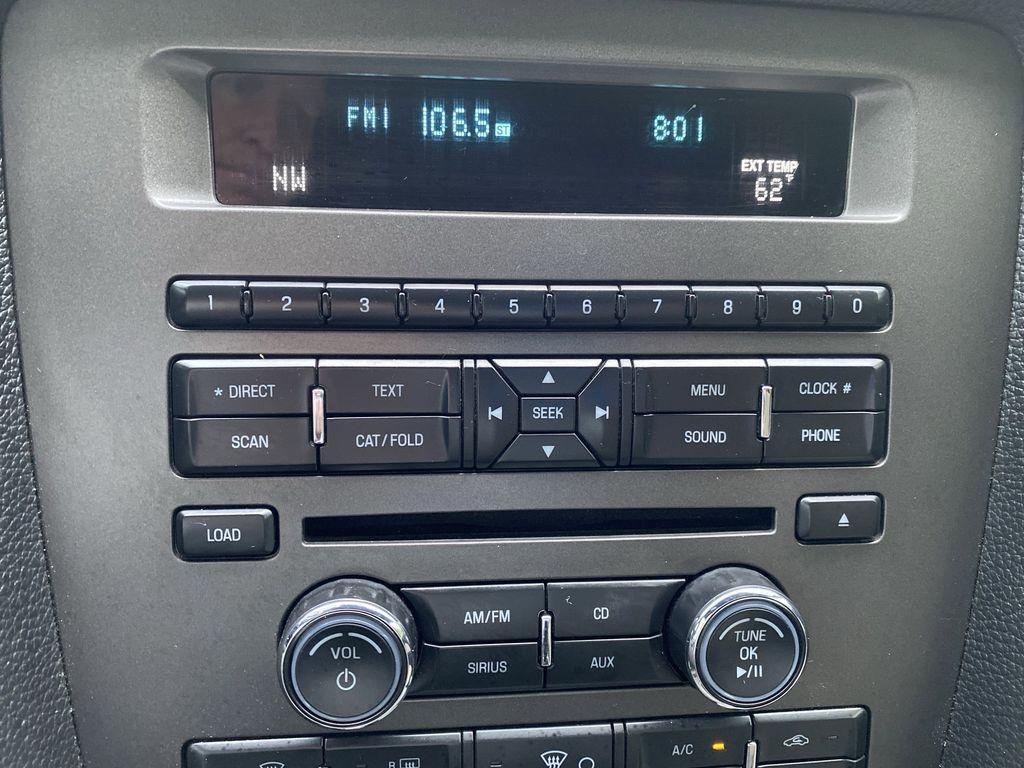 FM1 106.5 ST 8:01
NW EXT TEMP
62°F
1 2 3 4 5 6 7 8 9 0
* DIRECT TEXT MENU CLOCK #
SEEK
SCAN CAT/FOLD SOUND PHONE
LOAD
AM/FM CD
VOL TUNE
OK
SIRIUS AUX
A/C
R